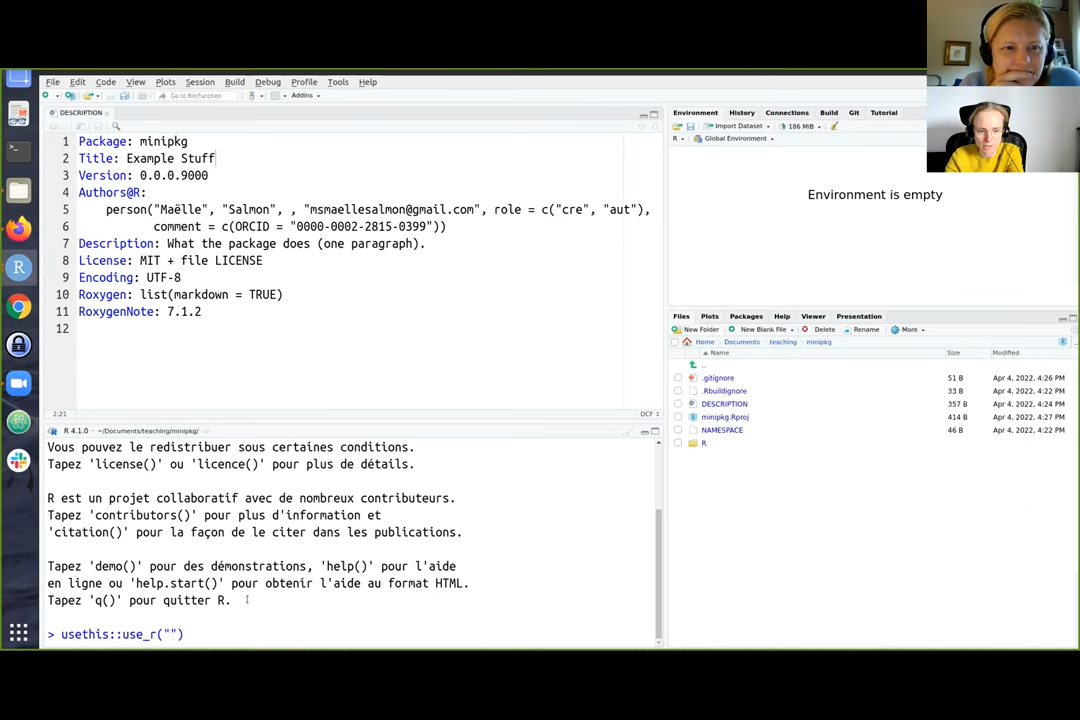 File Edit Code View Plots Session Build Debug Profile Tools Help
Go to file/function Addins
DESCRIPTION
1 Package: minipkg
2 Title: Example Stuff
3 Version: 0.0.0.9000
4 Authors@R:
5 person("Maëlle", "Salmon", , "msmaellesalmon@gmail.com", role = c("cre", "aut"),
6 comment = c(ORCID = "0000-0002-2815-0399"))
7 Description: What the package does (one paragraph).
8 License: MIT + file LICENSE
9 Encoding: UTF-8
10 Roxygen: list(markdown = TRUE)
11 RoxygenNote: 7.1.2
12
2:21 DCF
R 4.1.0 · ~/Documents/teaching/minipkg/
Vous pouvez le redistribuer sous certaines conditions.
Tapez 'license()' ou 'licence()' pour plus de détails.
R est un projet collaboratif avec de nombreux contributeurs.
Tapez 'contributors()' pour plus d'information et
'citation()' pour la façon de le citer dans les publications.
Tapez 'demo()' pour des démonstrations, 'help()' pour l'aide
en ligne ou 'help.start()' pour obtenir l'aide au format HTML.
Tapez 'q()' pour quitter R.
> usethis::use_r("")
Environment History Connections Build Git Tutorial
Import Dataset 186 MiB
R Global Environment
Environment is empty
Files Plots Packages Help Viewer Presentation
New Folder New Blank File Delete Rename More
Home Documents teaching minipkg
Name Size Modified
..
.gitignore 51 B Apr 4, 2022, 4:26 PM
.Rbuildignore 33 B Apr 4, 2022, 4:22 PM
DESCRIPTION 357 B Apr 4, 2022, 4:24 PM
minipkg.Rproj 414 B Apr 4, 2022, 4:27 PM
NAMESPACE 46 B Apr 4, 2022, 4:22 PM
R